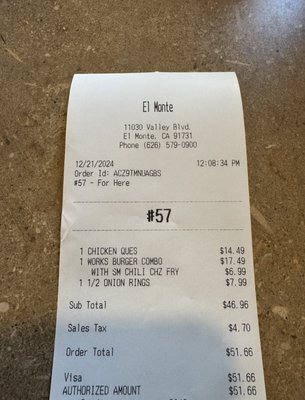 El Monte
11030 Valley Blvd.
El Monte, CA 91731
Phone (626) 579-0900
12/21/2024 12:08:34 PM
Order Id: ACZ9TMNUAGBS
#57 - For Here
#57
1 CHICKEN QUES $14.49
1 WORKS BURGER COMBO $17.49
WITH SM CHILI CHZ FRY $6.99
1 1/2 ONION RINGS $7.99
Sub Total $46.96
Sales Tax $4.70
Order Total $51.66
Visa $51.66
AUTHORIZED AMOUNT $51.66